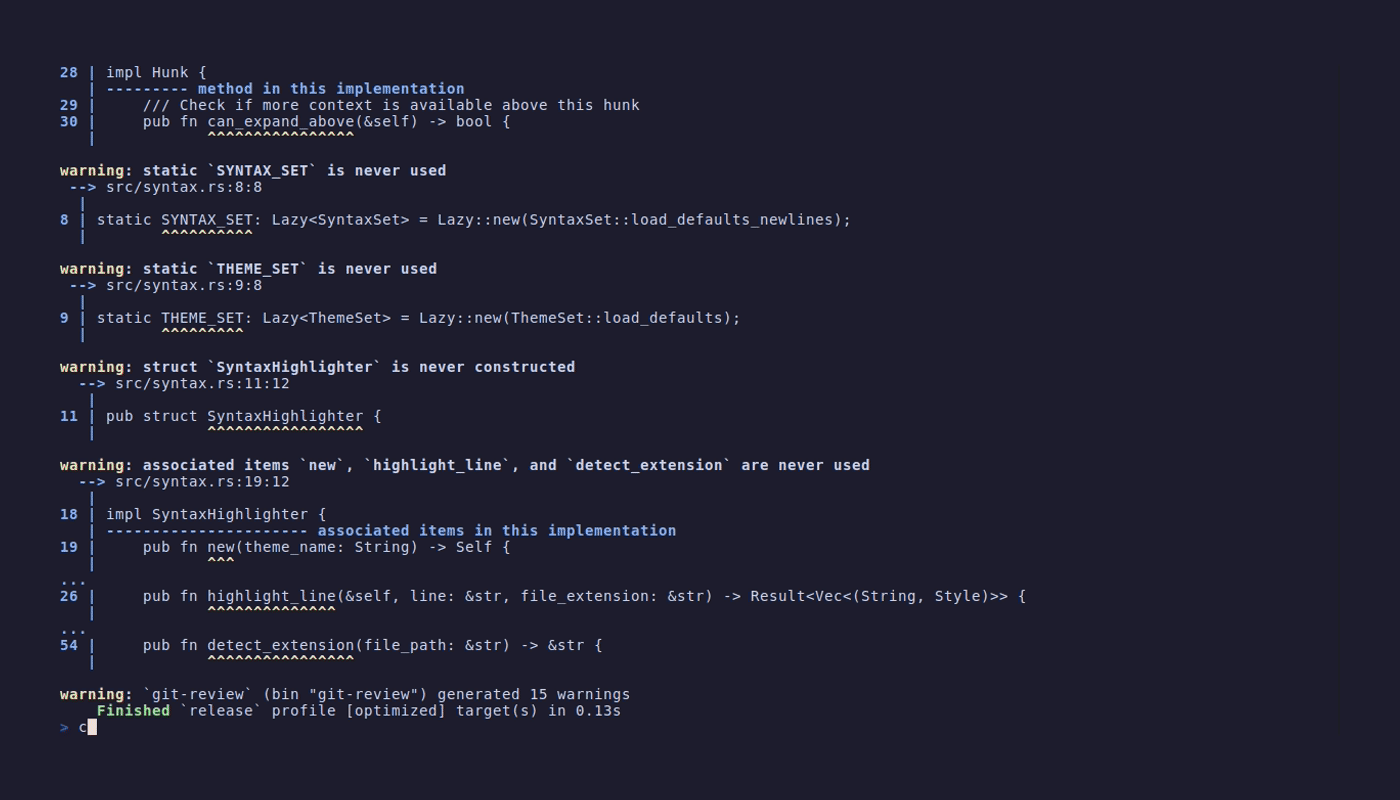 28 | impl Hunk {
   | --------- method in this implementation
29 |     /// Check if more context is available above this hunk
30 |     pub fn can_expand_above(&self) -> bool {
   |            ^^^^^^^^^^^^^^^^

warning: static `SYNTAX_SET` is never used
 --> src/syntax.rs:8:8
  |
8 | static SYNTAX_SET: Lazy<SyntaxSet> = Lazy::new(SyntaxSet::load_defaults_newlines);
  |        ^^^^^^^^^^

warning: static `THEME_SET` is never used
 --> src/syntax.rs:9:8
  |
9 | static THEME_SET: Lazy<ThemeSet> = Lazy::new(ThemeSet::load_defaults);
  |        ^^^^^^^^^

warning: struct `SyntaxHighlighter` is never constructed
  --> src/syntax.rs:11:12
   |
11 | pub struct SyntaxHighlighter {
   |            ^^^^^^^^^^^^^^^^^

warning: associated items `new`, `highlight_line`, and `detect_extension` are never used
  --> src/syntax.rs:19:12
   |
18 | impl SyntaxHighlighter {
   | ---------------------- associated items in this implementation
19 |     pub fn new(theme_name: String) -> Self {
   |            ^^^
...
26 |     pub fn highlight_line(&self, line: &str, file_extension: &str) -> Result<Vec<(String, Style)>> {
   |            ^^^^^^^^^^^^^^
...
54 |     pub fn detect_extension(file_path: &str) -> &str {
   |            ^^^^^^^^^^^^^^^^

warning: `git-review` (bin "git-review") generated 15 warnings
    Finished `release` profile [optimized] target(s) in 0.13s
> c